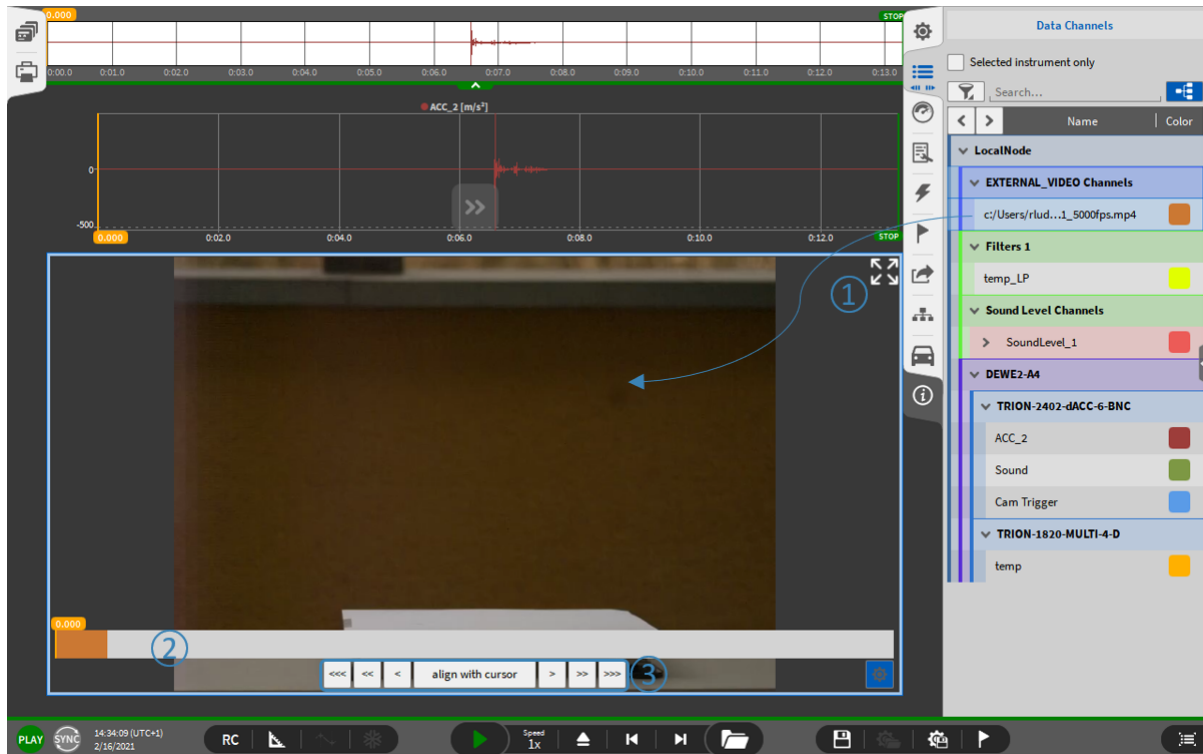 0.000
STOP
0:00.0 0:01.0 0:02.0 0:03.0 0:04.0 0:05.0 0:06.0 0:07.0 0:08.0 0:09.0 0:10.0 0:11.0 0:12.0 0:13.0
ACC_2 [m/s²]
0
-500
0.000 0:02.0 0:04.0 0:06.0 0:08.0 0:10.0 0:12.0 STOP
1
0.000
2
<<< << < align with cursor > >> >>> 3
Data Channels
Selected instrument only
Search...
< > Name Color
LocalNode
EXTERNAL_VIDEO Channels
c:/Users/rlud...1_5000fps.mp4
Filters 1
temp_LP
Sound Level Channels
SoundLevel_1
DEWE2-A4
TRION-2402-dACC-6-BNC
ACC_2
Sound
Cam Trigger
TRION-1820-MULTI-4-D
temp
PLAY SYNC 14:34:09 (UTC+1)
2/16/2021
RC
Speed
1x